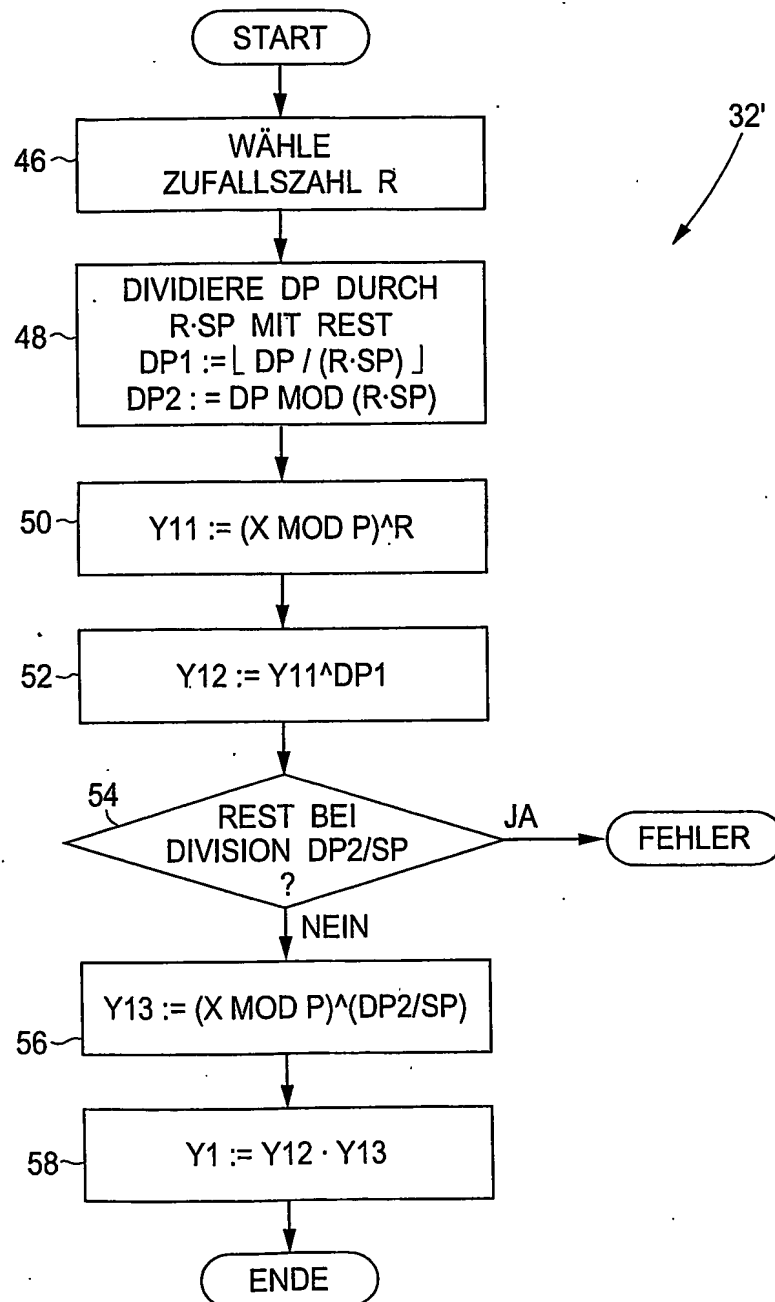 START
32'
46
WÄHLE
ZUFALLSZAHL R
48
DIVIDIERE DP DURCH
R·SP MIT REST
DP1 := ⌊ DP / (R·SP) ⌋
DP2 : = DP MOD (R·SP)
50
Y11 := (X MOD P)^R
52
Y12 := Y11^DP1
54
REST BEI
DIVISION DP2/SP
?
JA
FEHLER
NEIN
56
Y13 := (X MOD P)^(DP2/SP)
58
Y1 := Y12 · Y13
ENDE